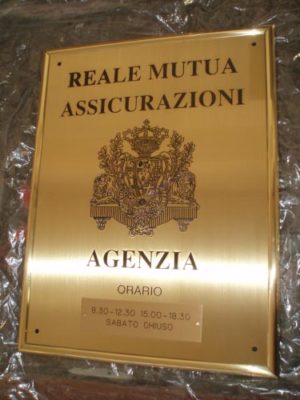 REALE MUTUA
ASSICURAZIONI
AGENZIA
ORARIO
8.30-12.30 15.00-18.30
SABATO CHIUSO